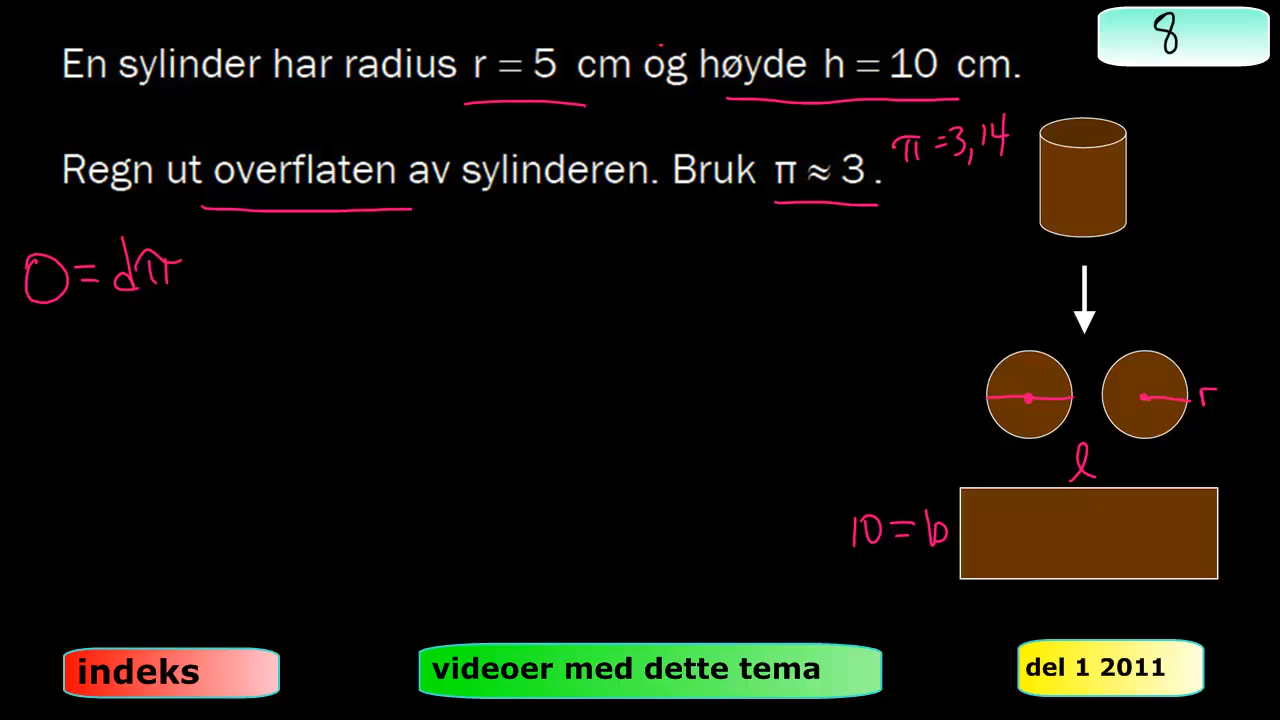 8
En sylinder har radius r = 5 cm og høyde h = 10 cm.
π = 3,14
Regn ut overflaten av sylinderen. Bruk π ≈ 3.
O = dπ
r
l
10 = b
indeks
videoer med dette tema
del 1 2011